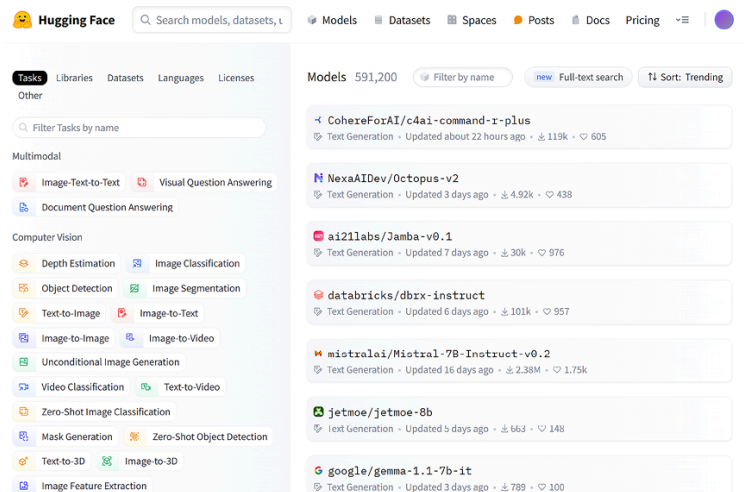 Hugging Face
Search models, datasets, u
Models
Datasets
Spaces
Posts
Docs
Pricing
Tasks
Libraries
Datasets
Languages
Licenses
Other
Filter Tasks by name
Multimodal
Image-Text-to-Text
Visual Question Answering
Document Question Answering
Computer Vision
Depth Estimation
Image Classification
Object Detection
Image Segmentation
Text-to-Image
Image-to-Text
Image-to-Image
Image-to-Video
Unconditional Image Generation
Video Classification
Text-to-Video
Zero-Shot Image Classification
Mask Generation
Zero-Shot Object Detection
Text-to-3D
Image-to-3D
Image Feature Extraction
Models 591,200
Filter by name
new Full-text search
Sort: Trending
CohereForAI/c4ai-command-r-plus
Text Generation • Updated about 22 hours ago • 119k • 605
NexaAIDev/Octopus-v2
Text Generation • Updated 3 days ago • 4.92k • 438
ai21labs/Jamba-v0.1
Text Generation • Updated 7 days ago • 30k • 976
databricks/dbrx-instruct
Text Generation • Updated 6 days ago • 101k • 957
mistralai/Mistral-7B-Instruct-v0.2
Text Generation • Updated 16 days ago • 2.38M • 1.75k
jetmoe/jetmoe-8b
Text Generation • Updated 5 days ago • 663 • 148
google/gemma-1.1-7b-it
Text Generation • Updated 3 days ago • 789 • 100